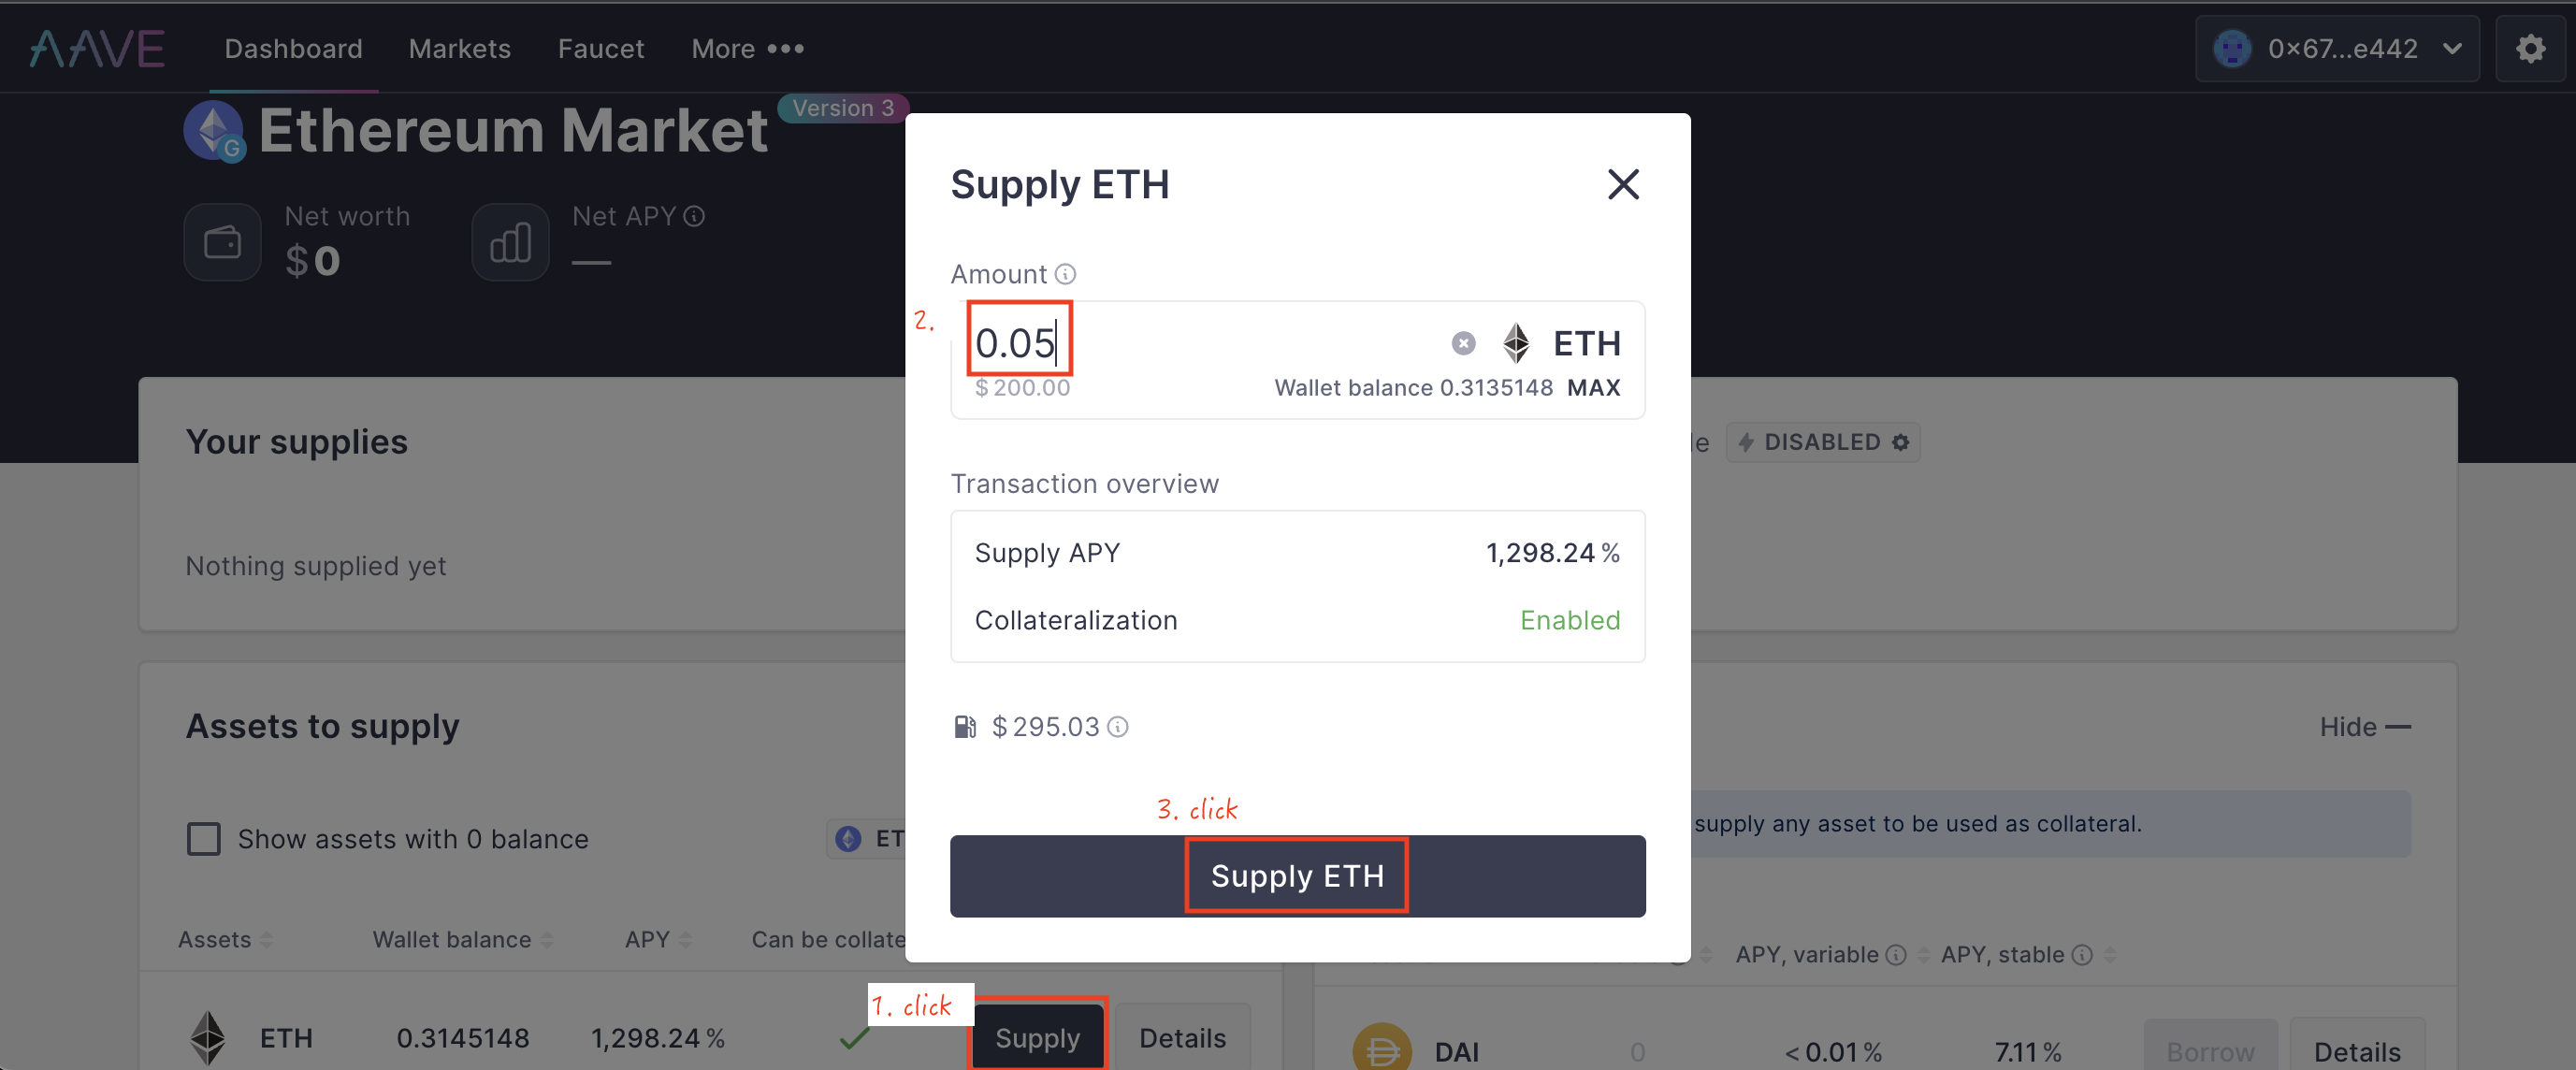 AAVE Dashboard Markets Faucet More ••• 0x67...e442
Ethereum Market Version 3
G
Net worth
$0
Net APY
—
Supply ETH
Amount
2.
0.05 ETH
$200.00 Wallet balance 0.3135148 MAX
Your supplies
Nothing supplied yet
DISABLED
Transaction overview
Supply APY 1,298.24%
Collateralization Enabled
$295.03
3. click
Supply ETH
Assets to supply
Hide —
Show assets with 0 balance
ET
supply any asset to be used as collateral.
Assets Wallet balance APY Can be collate
APY, variable APY, stable
1. click
ETH 0.3145148 1,298.24% Supply Details
DAI 0 <0.01% 7.11% Borrow Details